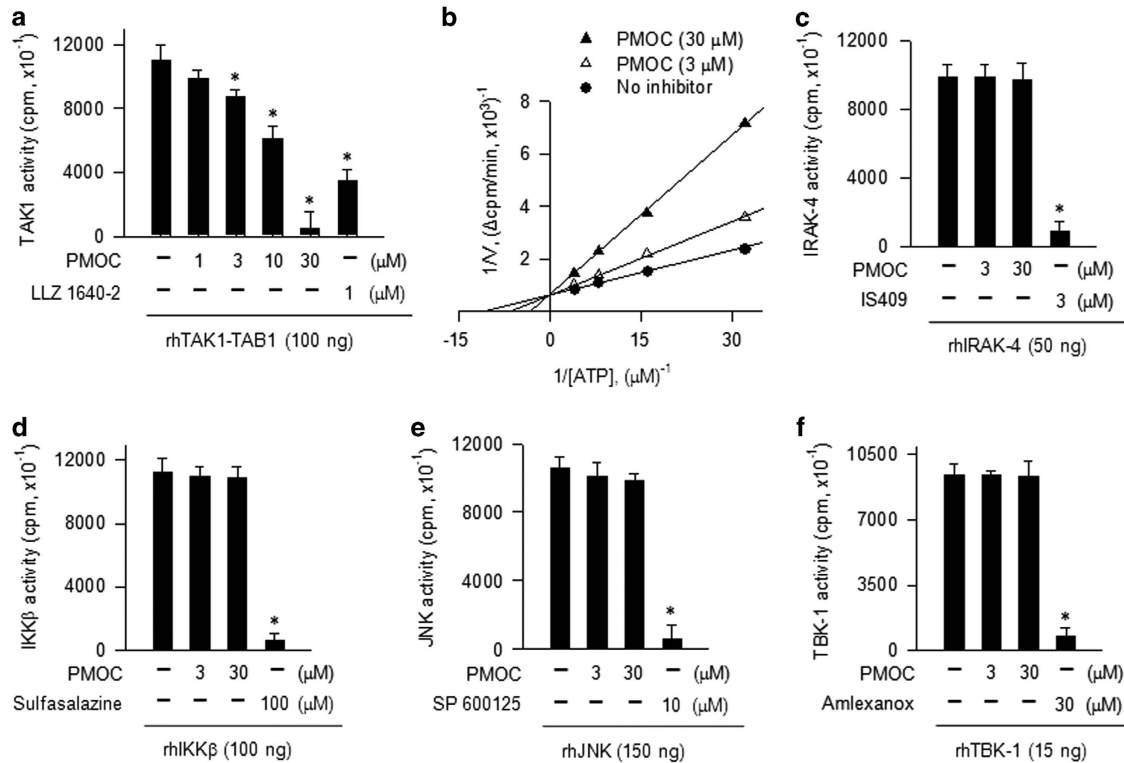 a
TAK1 activity (cpm, x10⁻¹)
12000
8000
4000
0
* * * *
PMOC – 1 3 10 30 – (μM)
LLZ 1640-2 – – – – – 1 (μM)
rhTAK1-TAB1 (100 ng)
b
▲ PMOC (30 μM)
△ PMOC (3 μM)
● No inhibitor
1/V, (Δcpm/min, x10³)⁻¹
8
6
4
2
-15 0 15 30
1/[ATP], (μM)⁻¹
c
IRAK-4 activity (cpm, x10⁻¹)
12000
8000
4000
0
*
PMOC – 3 30 – (μM)
IS409 – – – 3 (μM)
rhIRAK-4 (50 ng)
d
IKKβ activity (cpm, x10⁻¹)
12000
8000
4000
0
*
PMOC – 3 30 – (μM)
Sulfasalazine – – – 100 (μM)
rhIKKβ (100 ng)
e
JNK activity (cpm, x10⁻¹)
12000
8000
4000
0
*
PMOC – 3 30 – (μM)
SP 600125 – – – 10 (μM)
rhJNK (150 ng)
f
TBK-1 activity (cpm, x10⁻¹)
10500
7000
3500
0
*
PMOC – 3 30 – (μM)
Amlexanox – – – 30 (μM)
rhTBK-1 (15 ng)